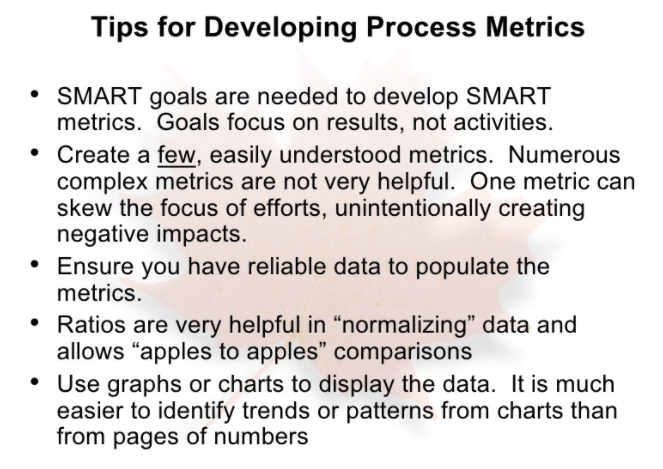 Tips for Developing Process Metrics
• SMART goals are needed to develop SMART
metrics.  Goals focus on results, not activities.
• Create a few, easily understood metrics.  Numerous
complex metrics are not very helpful.  One metric can
skew the focus of efforts, unintentionally creating
negative impacts.
• Ensure you have reliable data to populate the
metrics.
• Ratios are very helpful in “normalizing” data and
allows “apples to apples” comparisons
• Use graphs or charts to display the data.  It is much
easier to identify trends or patterns from charts than
from pages of numbers